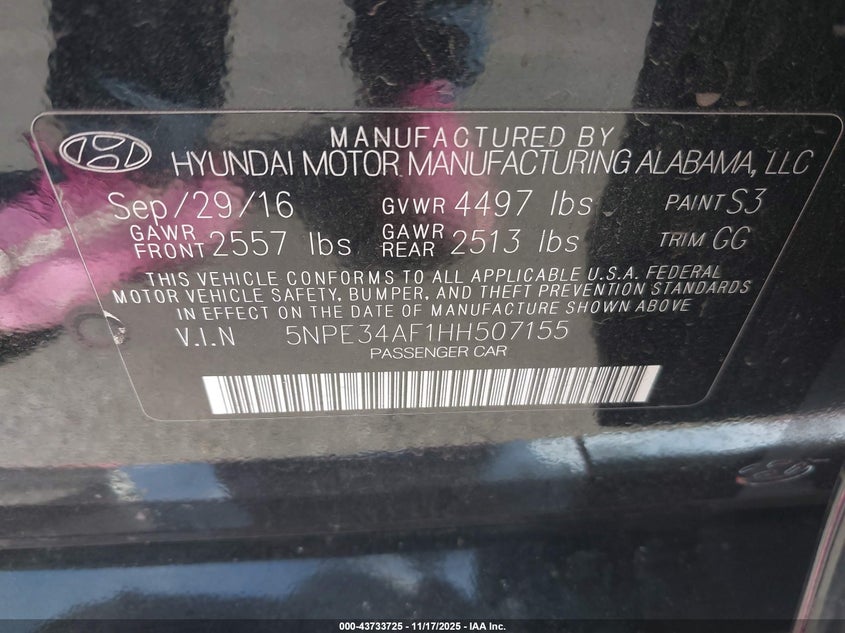 MANUFACTURED BY
HYUNDAI MOTOR MANUFACTURING ALABAMA, LLC
Sep/29/16 GVWR 4497 lbs PAINT S3
GAWR FRONT 2557 lbs GAWR REAR 2513 lbs TRIM GG
THIS VEHICLE CONFORMS TO ALL APPLICABLE U.S.A. FEDERAL
MOTOR VEHICLE SAFETY, BUMPER, AND THEFT PREVENTION STANDARDS
IN EFFECT ON THE DATE OF MANUFACTURE SHOWN ABOVE
V.I.N 5NPE34AF1HH507155
PASSENGER CAR
000-43733725 - 11/17/2025 - IAA Inc.